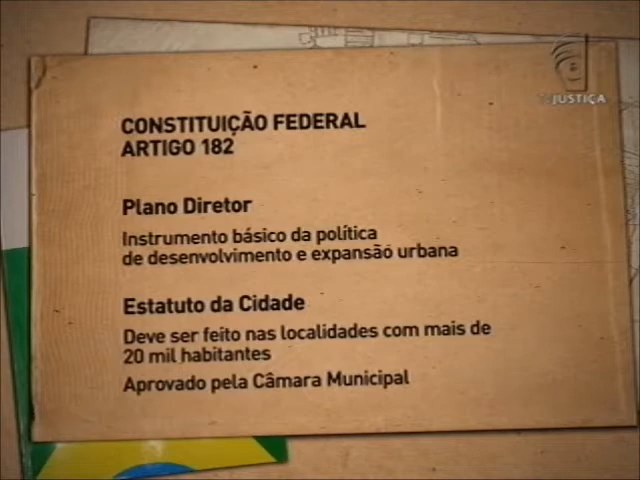 TVJUSTIÇA
CONSTITUIÇÃO FEDERAL
ARTIGO 182
Plano Diretor
Instrumento básico da política
de desenvolvimento e expansão urbana
Estatuto da Cidade
Deve ser feito nas localidades com mais de
20 mil habitantes
Aprovado pela Câmara Municipal